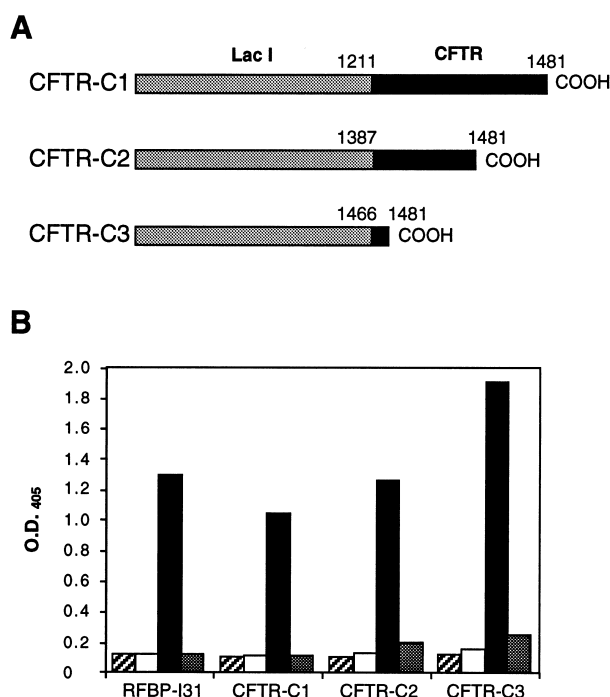 A
Lac I 1211 CFTR 1481
CFTR-C1 COOH
1387 1481
CFTR-C2 COOH
1466 1481
CFTR-C3 COOH
B
2.0
1.8
1.6
1.4
1.2
1.0
0.8
0.6
0.4
0.2
0
O.D. 405
RFBP-I31 CFTR-C1 CFTR-C2 CFTR-C3